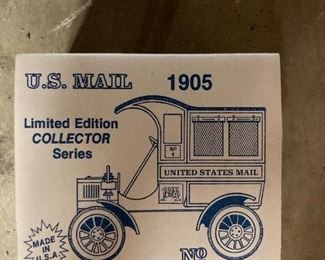 U.S. MAIL 1905
Limited Edition
COLLECTOR
Series
No
1
UNITED STATES MAIL
MADE
IN
U.S.A.
No